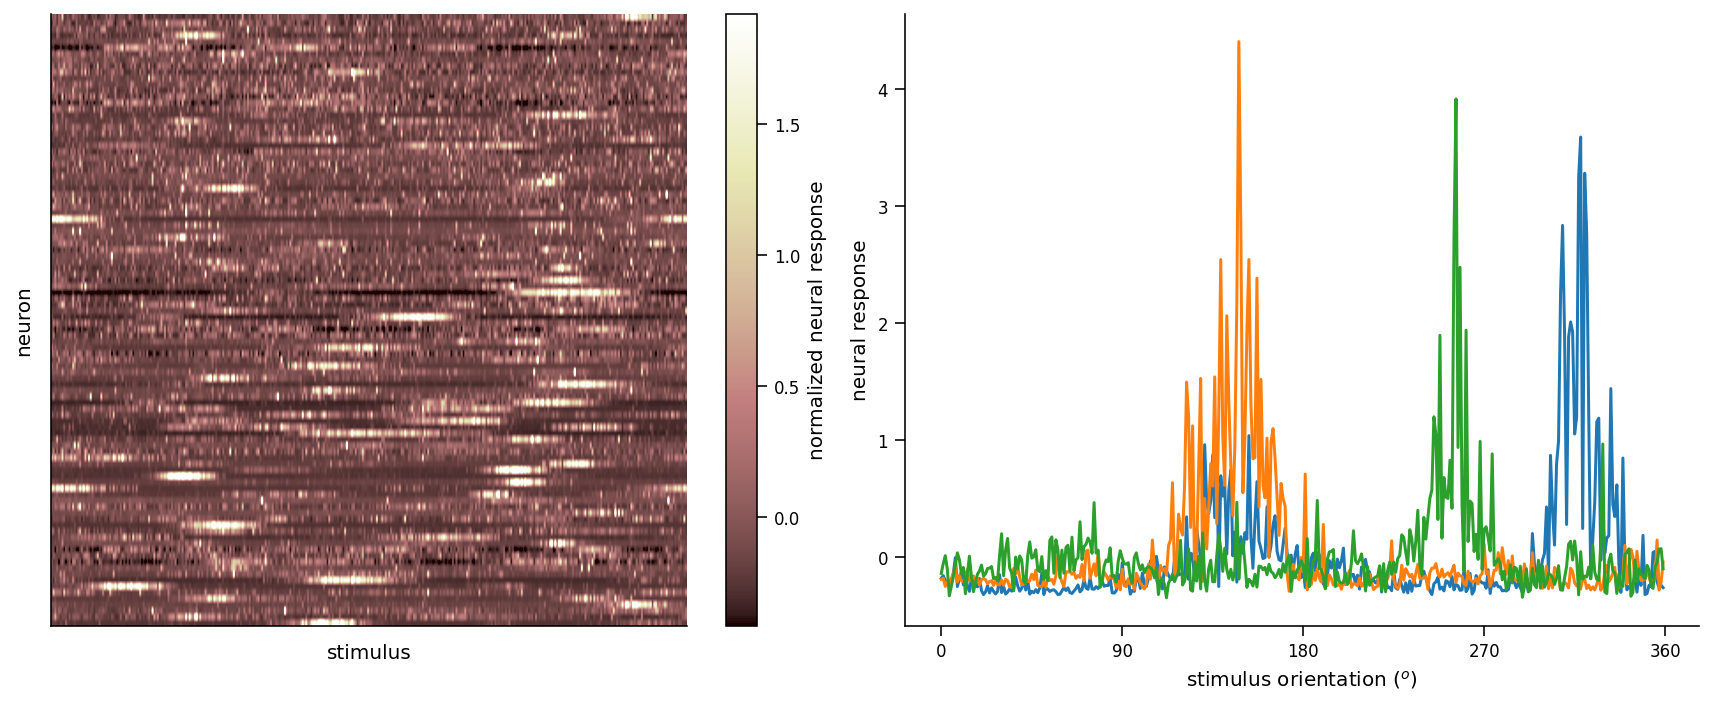 neuron
stimulus
1.5
1.0
0.5
0.0
normalized neural response
neural response
4
3
2
1
0
0 90 180 270 360
stimulus orientation (o)